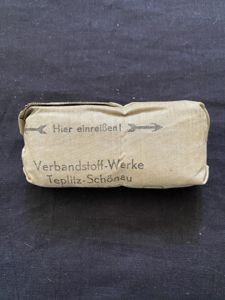 Hier einreißen!
Verbandstoff-Werke
Teplitz-Schönau